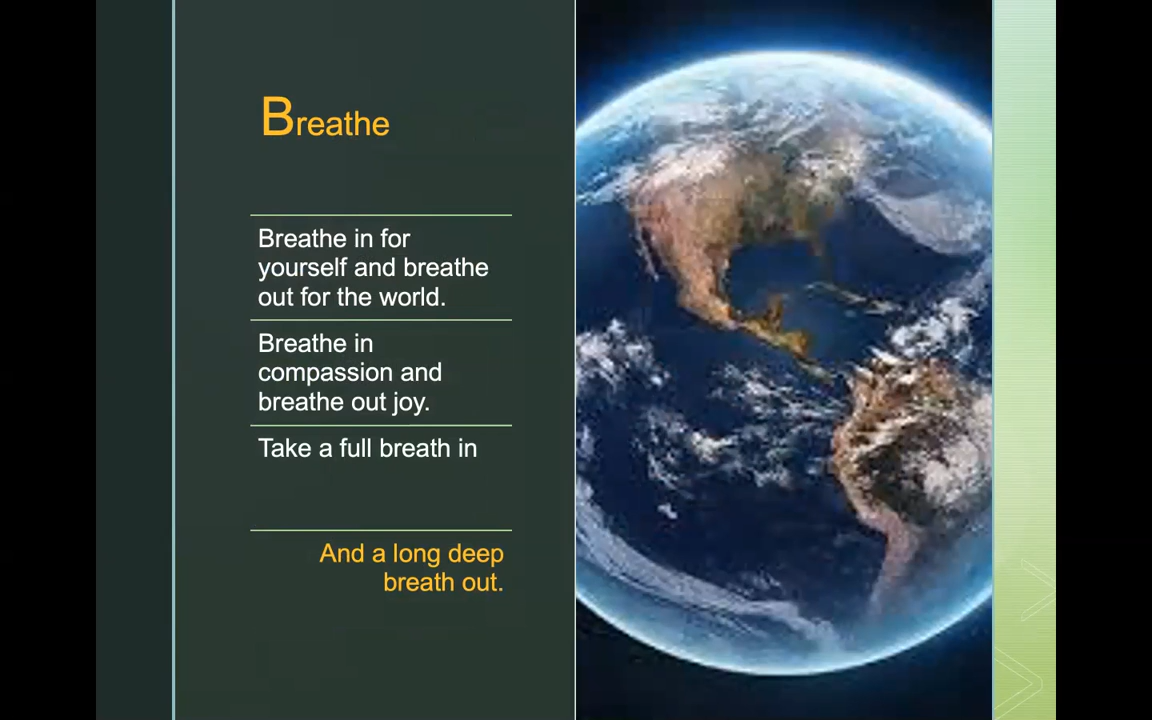 Breathe
Breathe in for
yourself and breathe
out for the world.
Breathe in
compassion and
breathe out joy.
Take a full breath in
And a long deep
breath out.